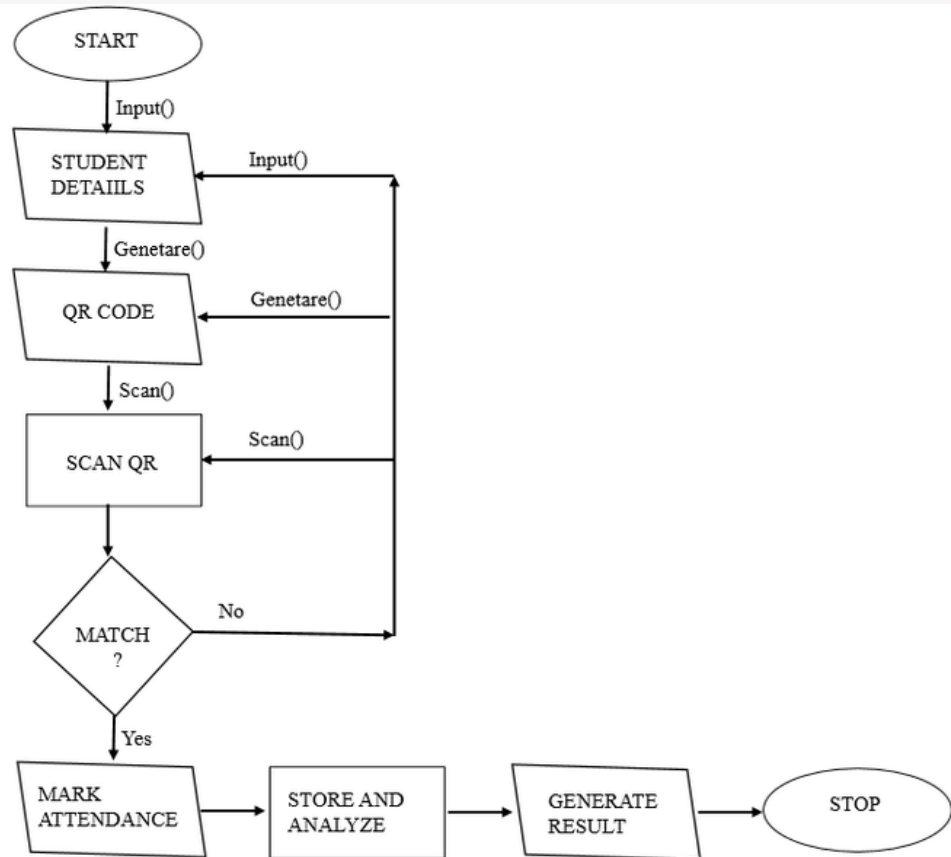 START
Input()
STUDENT
DETAIILS
Input()
Genetare()
QR CODE
Genetare()
Scan()
SCAN QR
Scan()
MATCH
?
No
Yes
MARK
ATTENDANCE
STORE AND
ANALYZE
GENERATE
RESULT
STOP